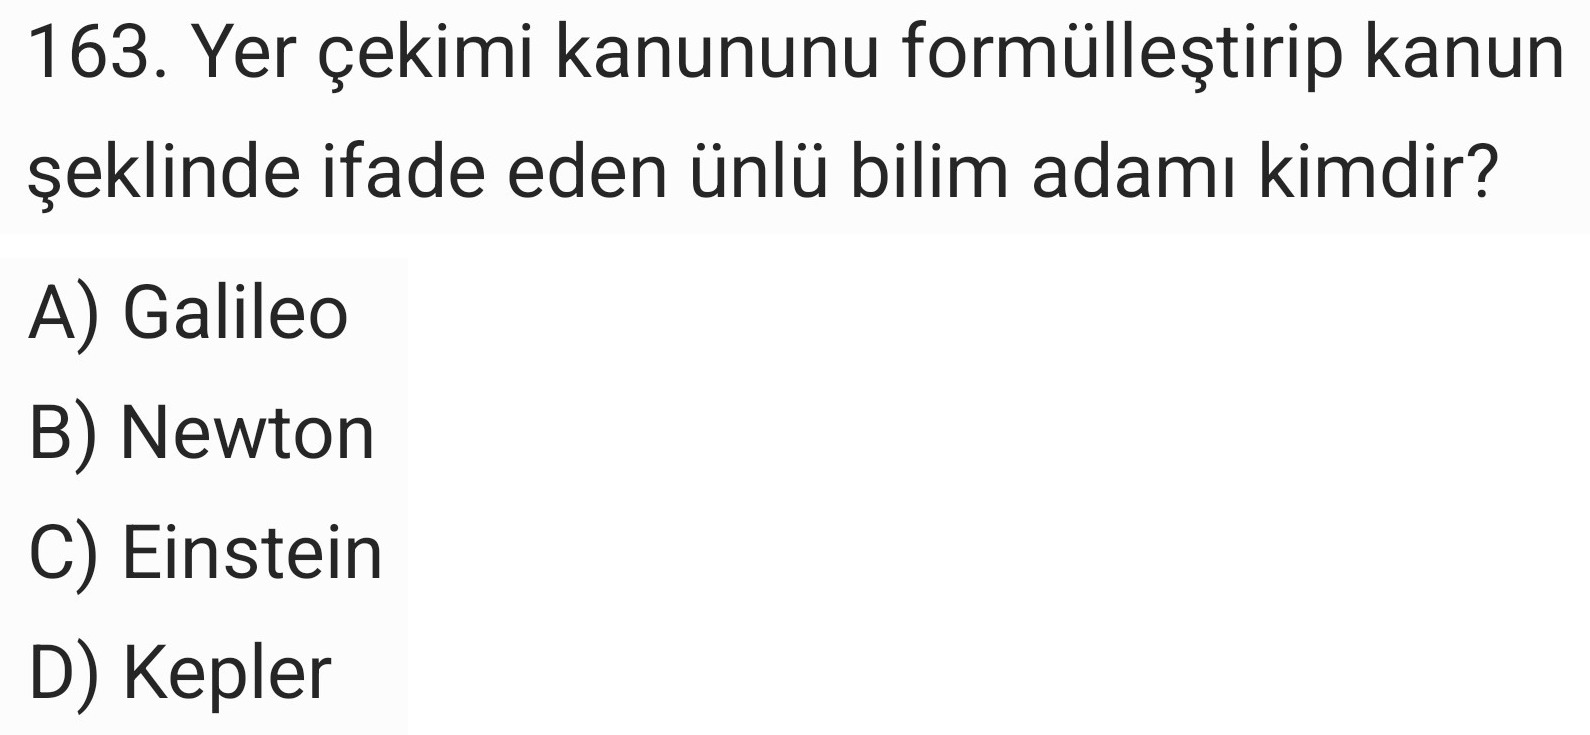 163. Yer çekimi kanununu formülleştirip kanun
şeklinde ifade eden ünlü bilim adamı kimdir?
A) Galileo
B) Newton
C) Einstein
D) Kepler